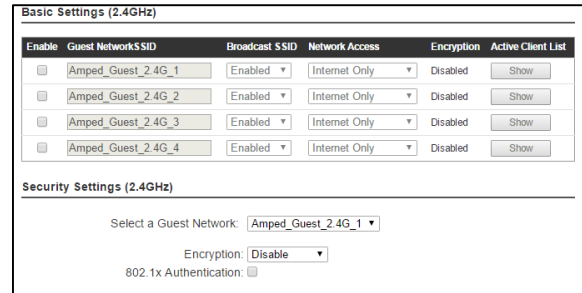 Basic Settings (2.4GHz)
Enable Guest NetworkSSID Broadcast SSID Network Access Encryption Active Client List
Amped_Guest_2.4G_1 Enabled Internet Only Disabled Show
Amped_Guest_2.4G_2 Enabled Internet Only Disabled Show
Amped_Guest_2.4G_3 Enabled Internet Only Disabled Show
Amped_Guest_2.4G_4 Enabled Internet Only Disabled Show
Security Settings (2.4GHz)
Select a Guest Network: Amped_Guest_2.4G_1
Encryption: Disable
802.1x Authentication: